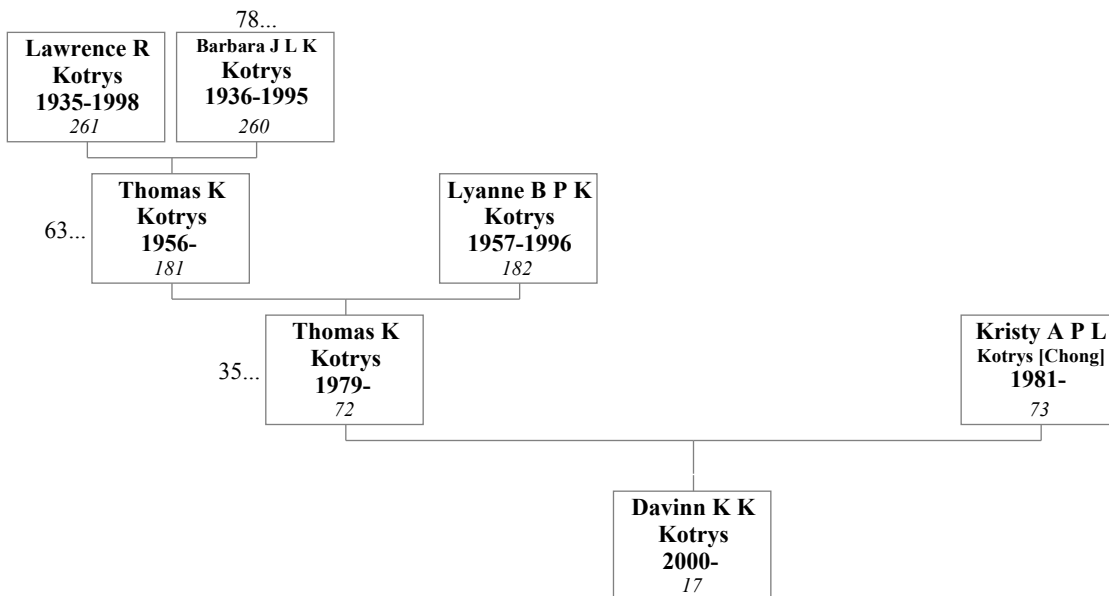 78...
Lawrence R
Kotrys
1935-1998
261
Barbara J L K
Kotrys
1936-1995
260
63...
Thomas K
Kotrys
1956-
181
Lyanne B P K
Kotrys
1957-1996
182
35...
Thomas K
Kotrys
1979-
72
Kristy A P L
Kotrys [Chong]
1981-
73
Davinn K K
Kotrys
2000-
17